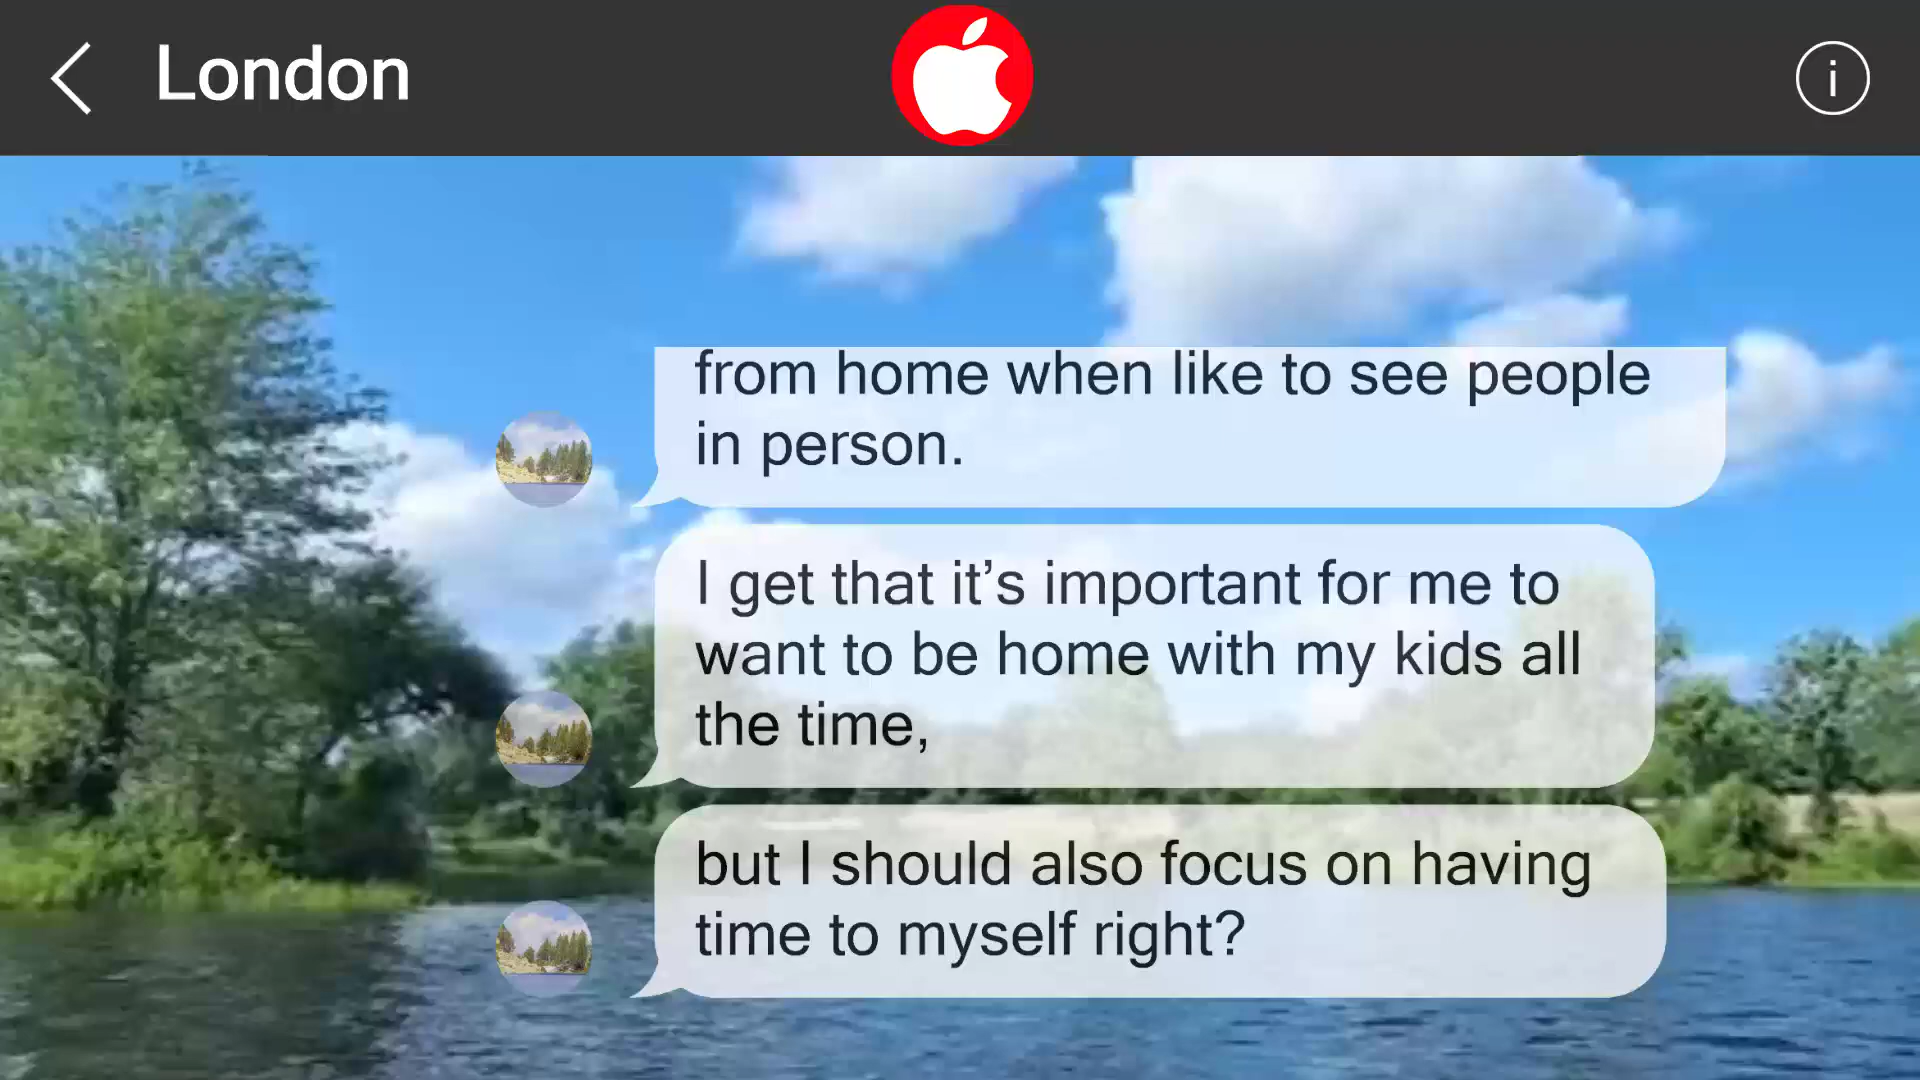 London
from home when like to see people
in person.
I get that it’s important for me to
want to be home with my kids all
the time,
but I should also focus on having
time to myself right?